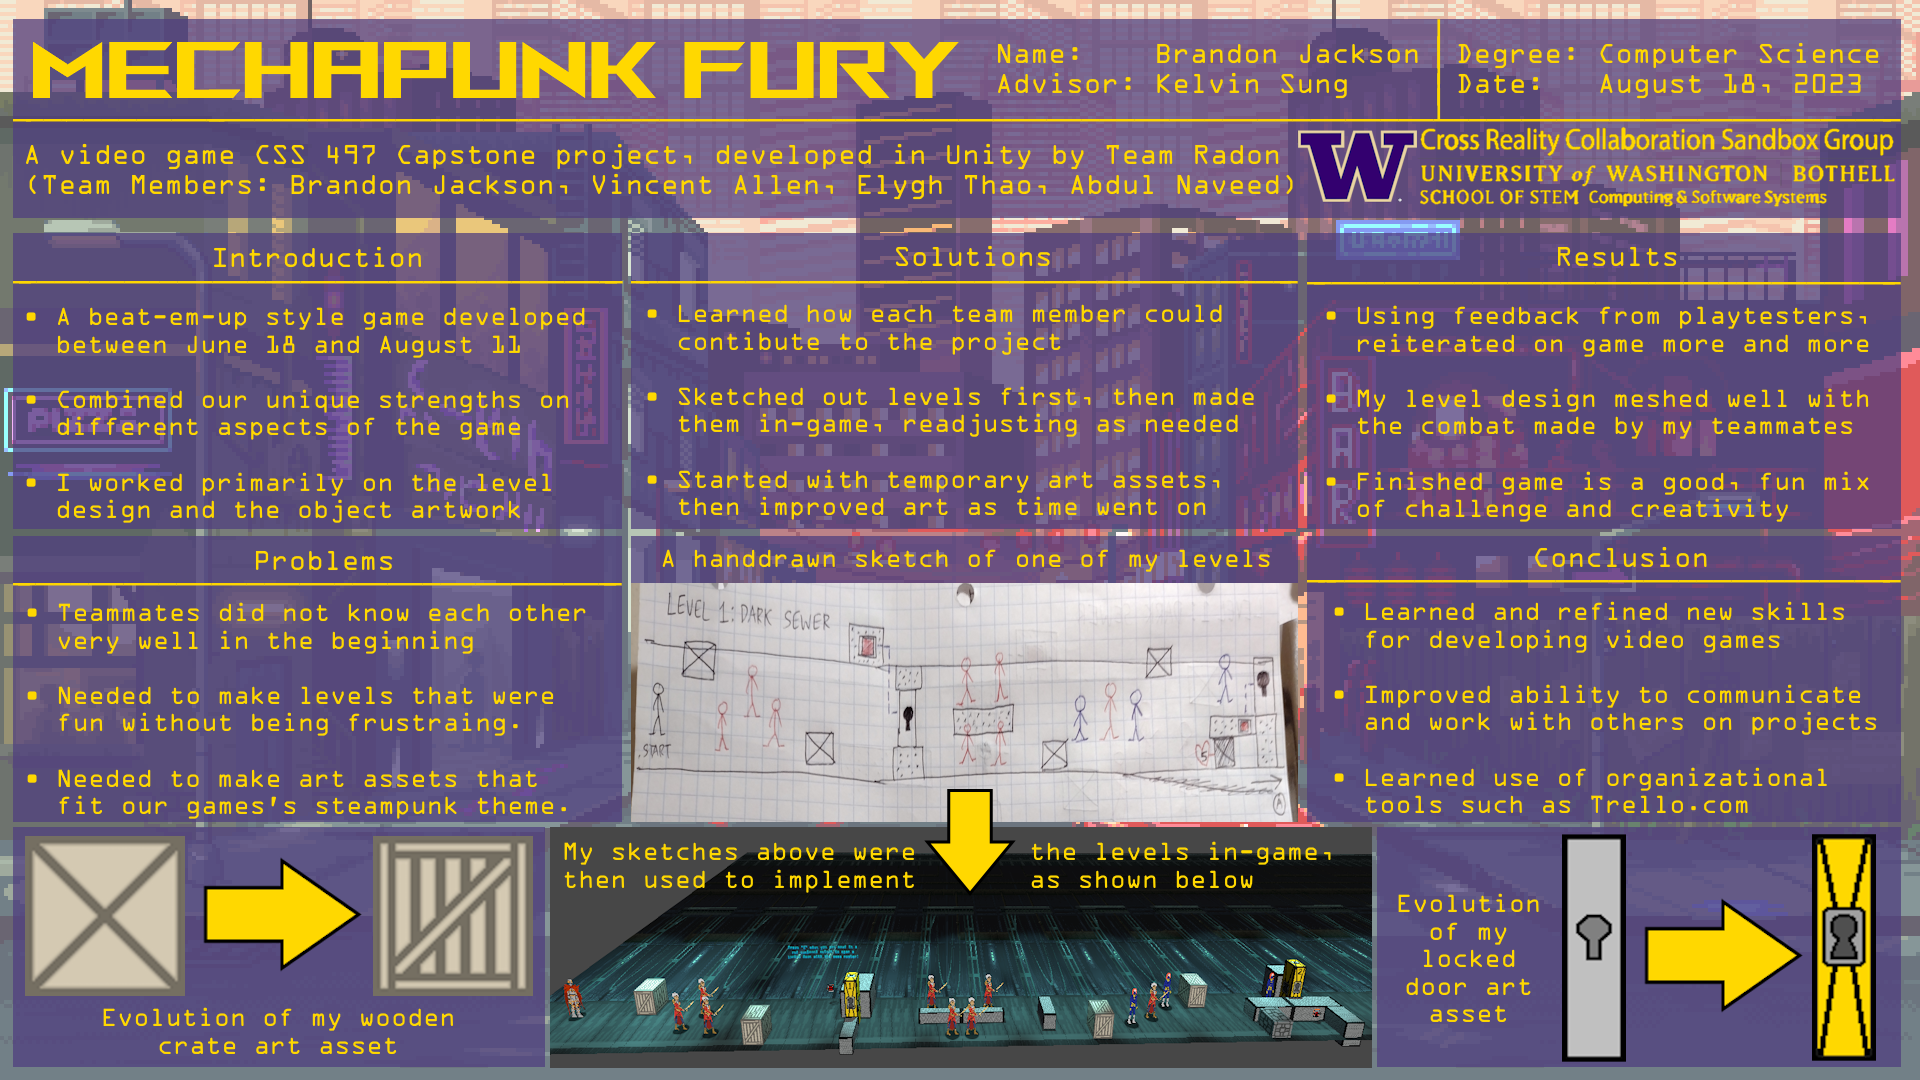 MECHAPUNK FURY
Name: Brandon Jackson
Advisor: Kelvin Sung
Degree: Computer Science
Date: August 18, 2023
A video game CSS 497 Capstone project, developed in Unity by Team Radon
(Team Members: Brandon Jackson, Vincent Allen, Elygh Thao, Abdul Naveed)
W
Cross Reality Collaboration Sandbox Group
UNIVERSITY of WASHINGTON BOTHELL
SCHOOL OF STEM Computing & Software Systems
Introduction
• A beat-em-up style game developed
between June 18 and August 11
• Combined our unique strengths on
different aspects of the game
• I worked primarily on the level
design and the object artwork
Problems
• Teammates did not know each other
very well in the beginning
• Needed to make levels that were
fun without being frustraing.
• Needed to make art assets that
fit our games's steampunk theme.
Evolution of my wooden
crate art asset
Solutions
• Learned how each team member could
contibute to the project
• Sketched out levels first, then made
them in-game, readjusting as needed
• Started with temporary art assets,
then improved art as time went on
A handdrawn sketch of one of my levels
LEVEL 1: DARK SEWER
START
A
My sketches above were
then used to implement
the levels in-game,
as shown below
Results
• Using feedback from playtesters,
reiterated on game more and more
• My level design meshed well with
the combat made by my teammates
• Finished game is a good, fun mix
of challenge and creativity
Conclusion
• Learned and refined new skills
for developing video games
• Improved ability to communicate
and work with others on projects
• Learned use of organizational
tools such as Trello.com
Evolution
of my
locked
door art
asset